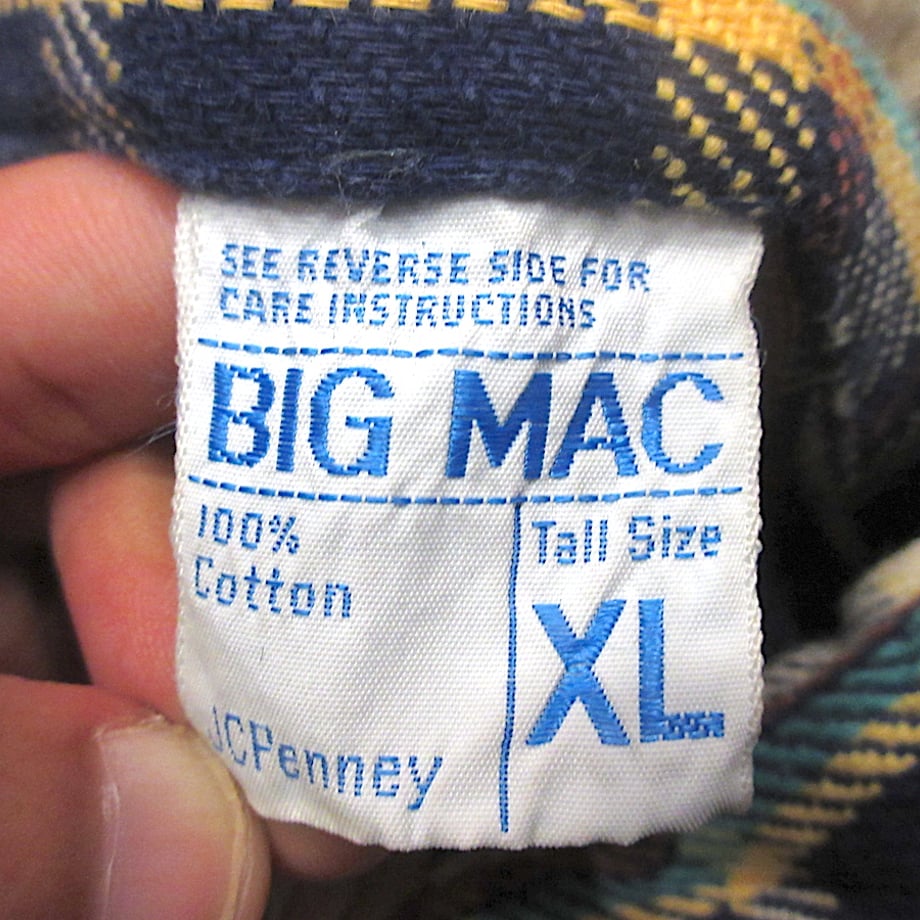 SEE REVERSE SIDE FOR
CARE INSTRUCTIONS
BIG MAC
100%
Cotton
JCPenney
Tall Size
XL